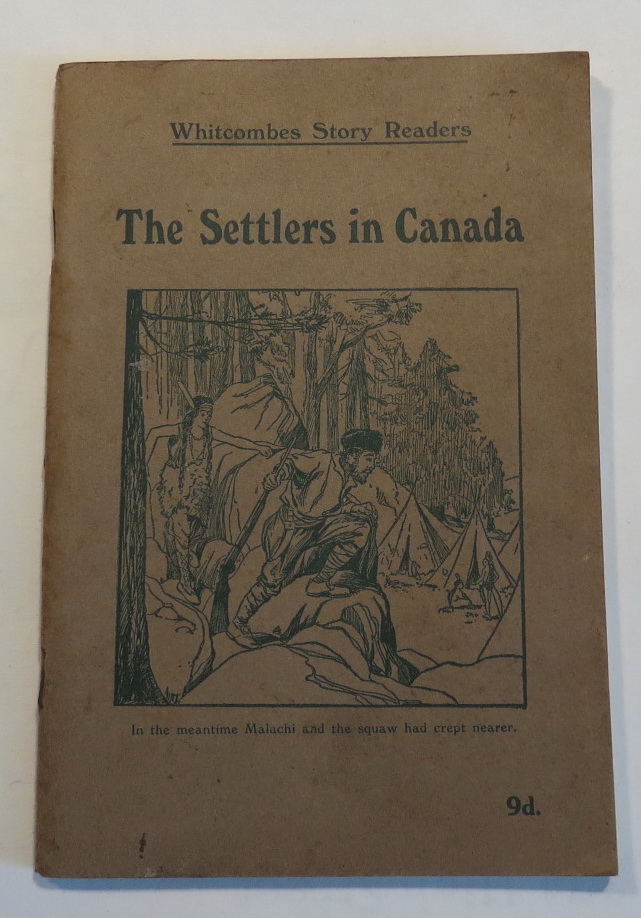 Whitcombes Story Readers
The Settlers in Canada
In the meantime Malachi and the squaw had crept nearer.
9d.